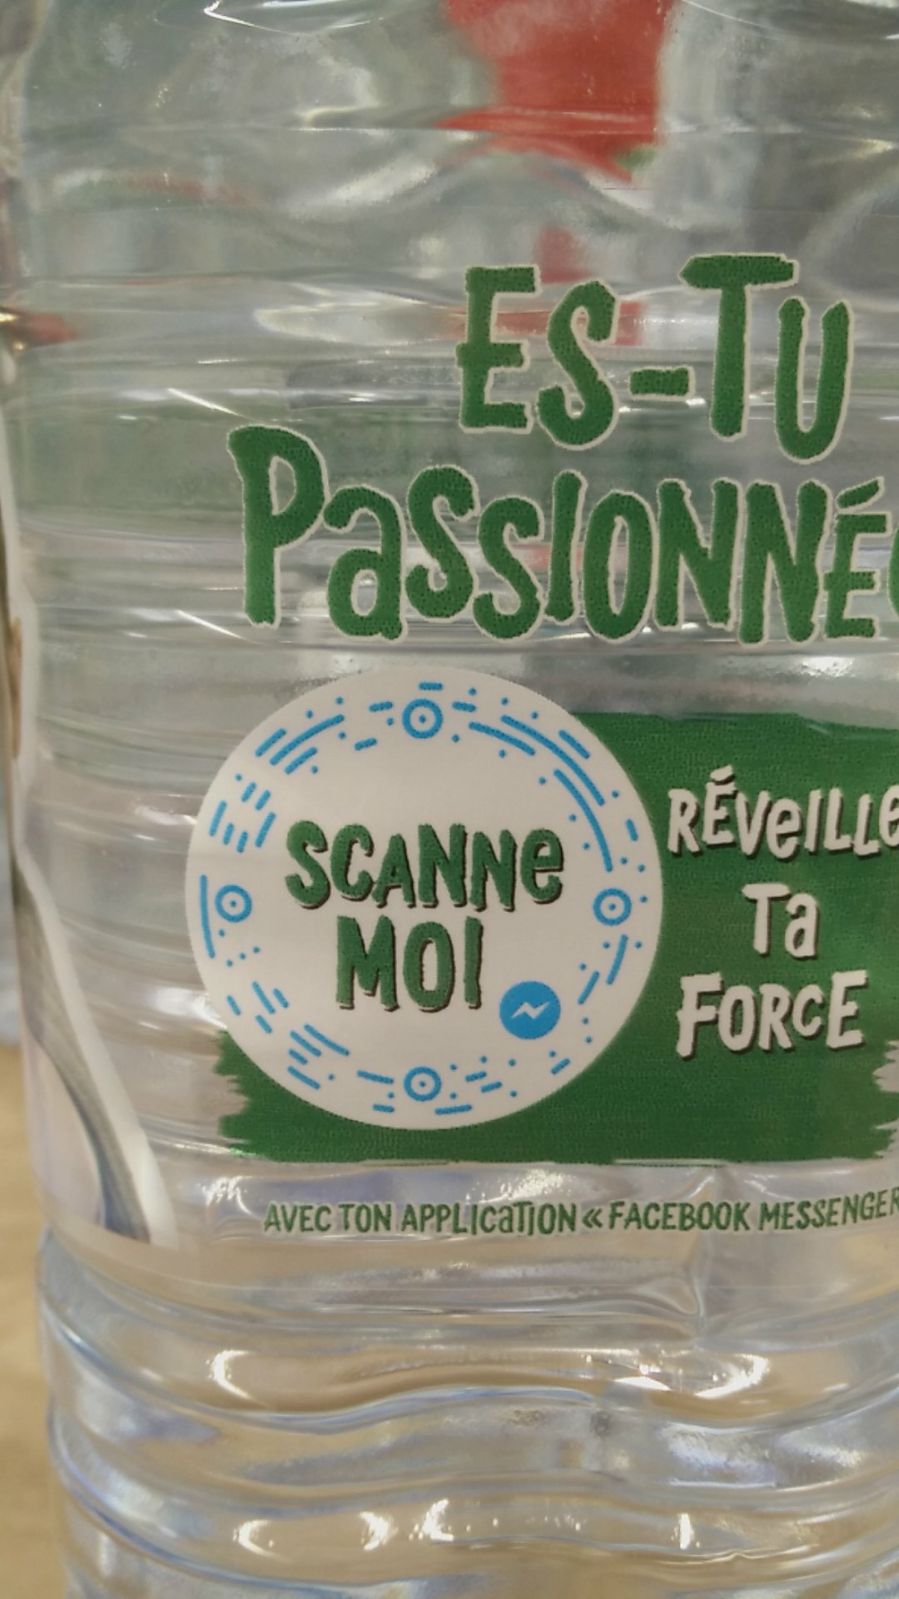 ES-TU
PaSSIONNÉ
SCANNe
MOI
RÉVeILLe
Ta
FORCE
AVEC TON APPLICATION « FACEBOOK MESSENGER